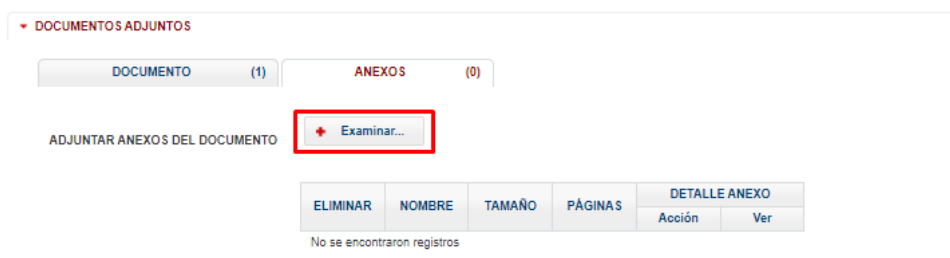 DOCUMENTOS ADJUNTOS
DOCUMENTO (1) ANEXOS (0)
ADJUNTAR ANEXOS DEL DOCUMENTO Examinar...
ELIMINAR NOMBRE TAMAÑO PÁGINAS DETALLE ANEXO
Acción Ver
No se encontraron registros